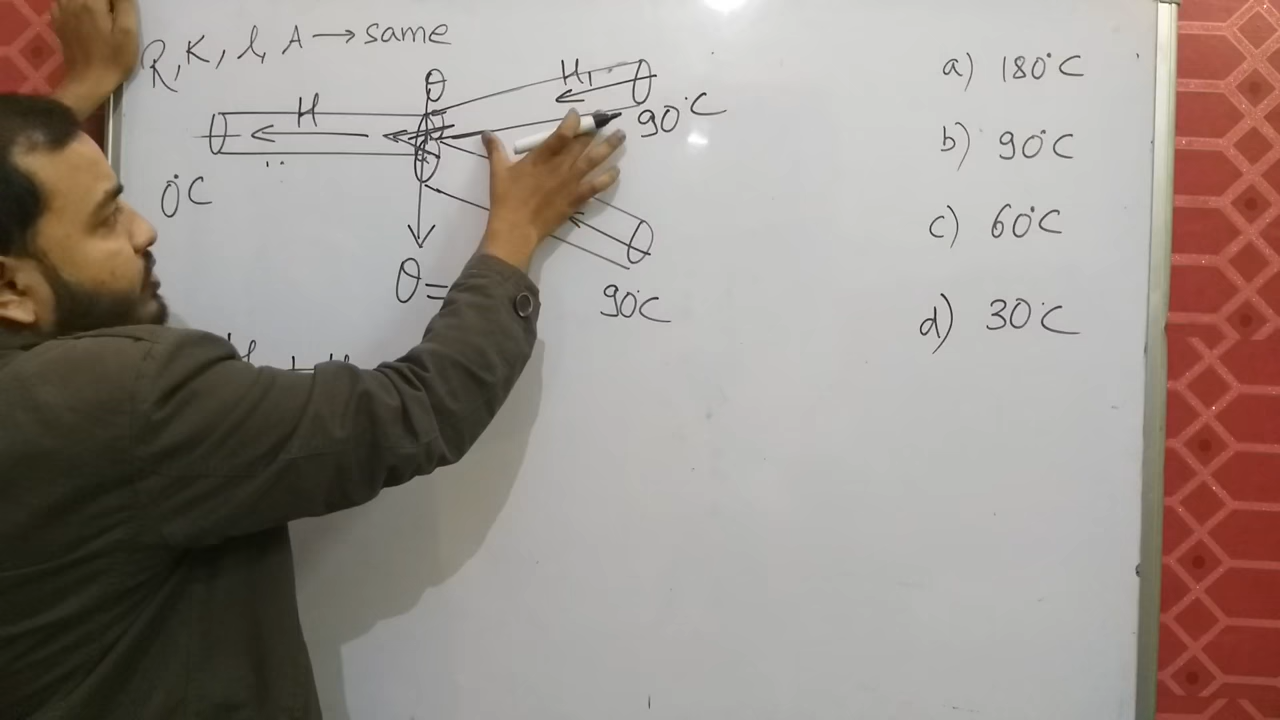 R, K, l, A → same
θ
H
H₁
90°C
0°C
θ =
90°C
a) 180°C
b) 90°C
c) 60°C
d) 30°C